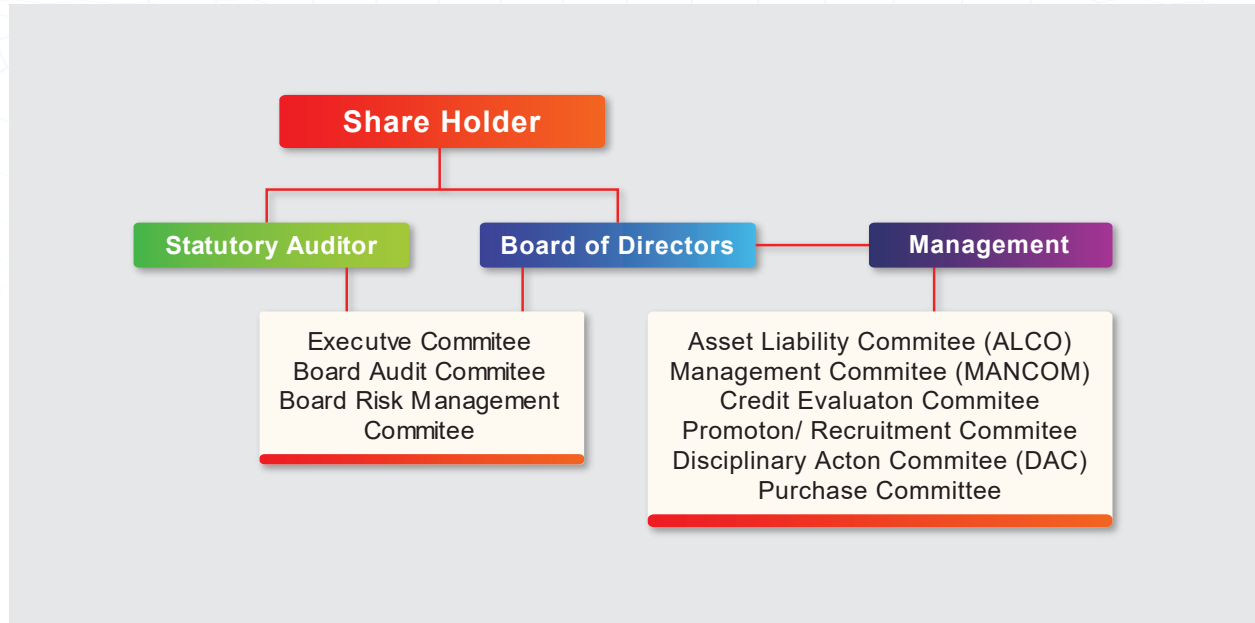 Share Holder
Statutory Auditor
Board of Directors
Management
Executve Commitee
Board Audit Commitee
Board Risk Management
Commitee
Asset Liability Commitee (ALCO)
Management Commitee (MANCOM)
Credit Evaluaton Commitee
Promoton/ Recruitment Commitee
Disciplinary Acton Commitee (DAC)
Purchase Committee